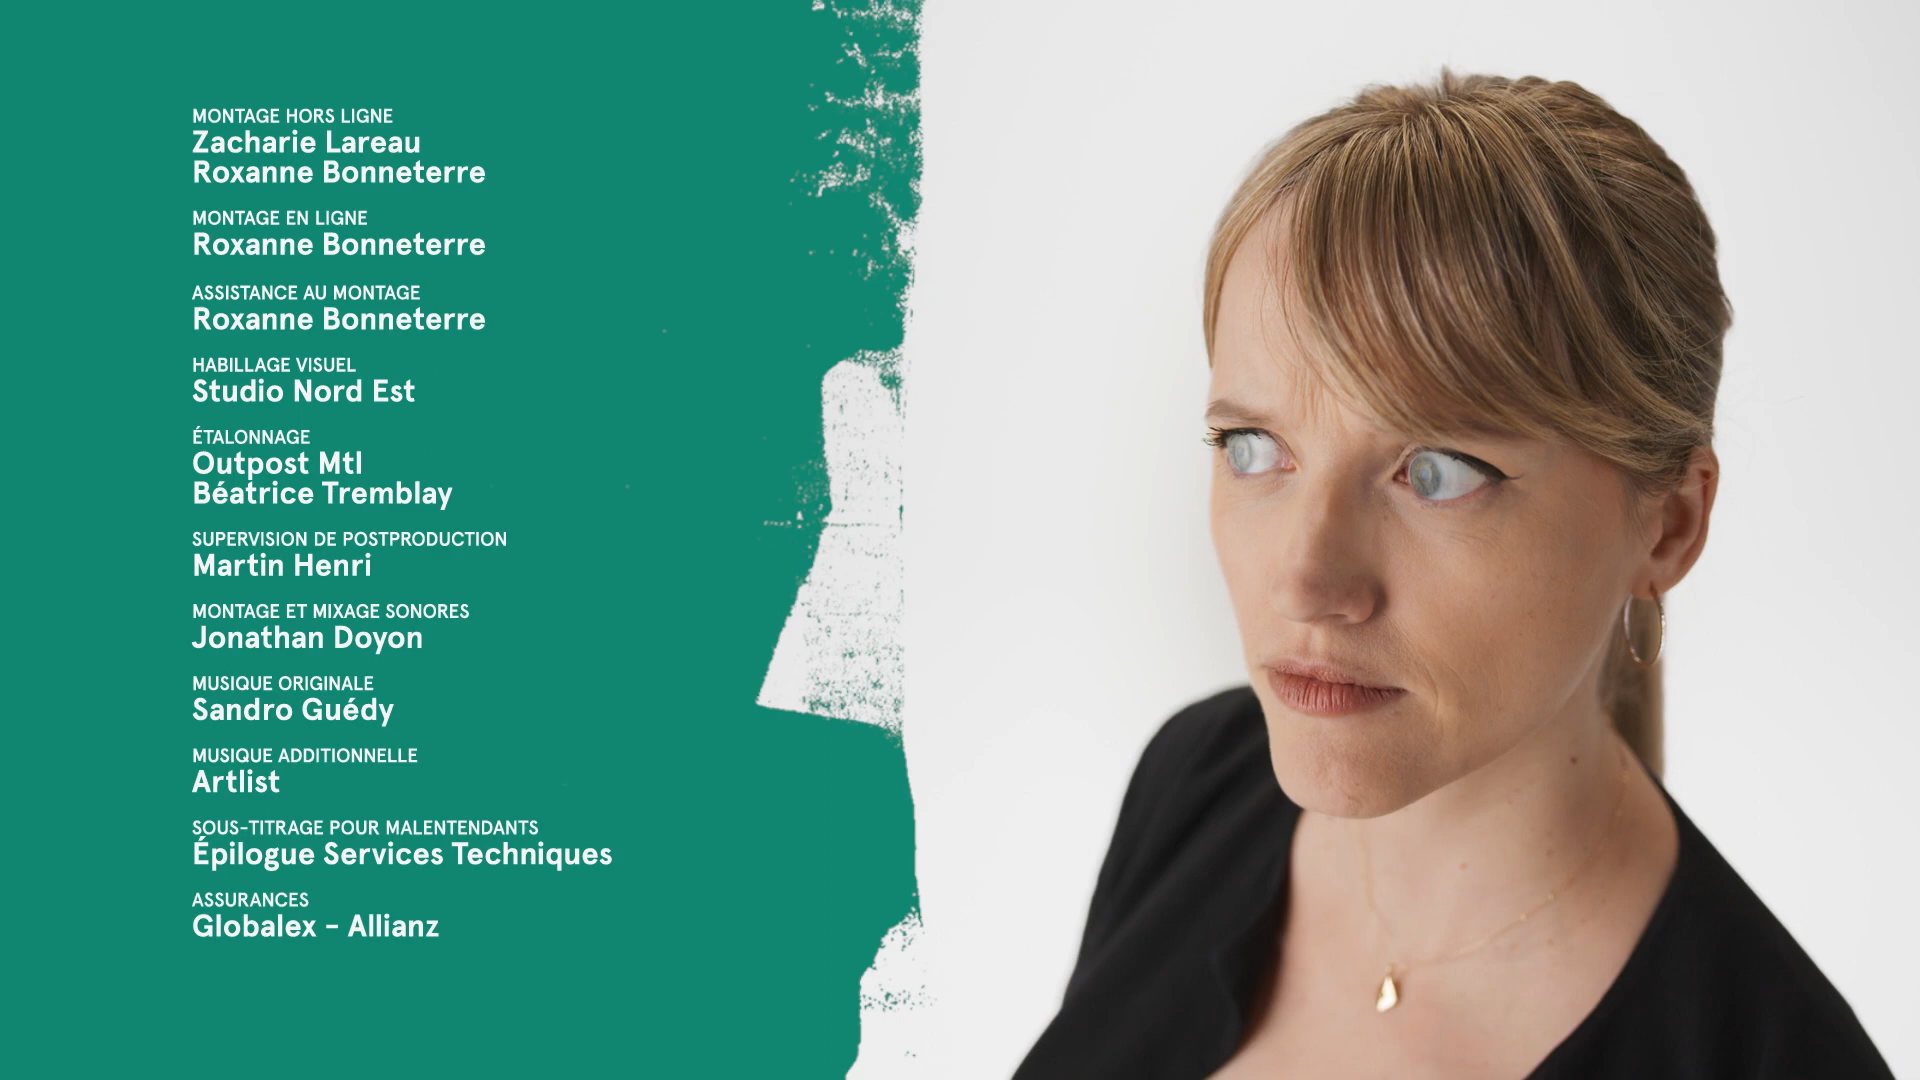 MONTAGE HORS LIGNE
Zacharie Lareau
Roxanne Bonneterre
MONTAGE EN LIGNE
Roxanne Bonneterre
ASSISTANCE AU MONTAGE
Roxanne Bonneterre
HABILLAGE VISUEL
Studio Nord Est
ÉTALONNAGE
Outpost Mtl
Béatrice Tremblay
SUPERVISION DE POSTPRODUCTION
Martin Henri
MONTAGE ET MIXAGE SONORES
Jonathan Doyon
MUSIQUE ORIGINALE
Sandro Guédy
MUSIQUE ADDITIONNELLE
Artlist
SOUS-TITRAGE POUR MALENTENDANTS
Épilogue Services Techniques
ASSURANCES
Globalex - Allianz